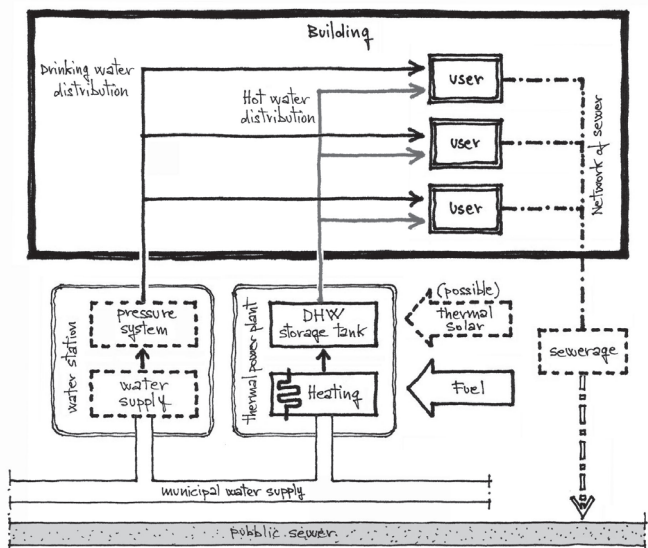 Building
Drinking water
distribution
Hot water
distribution
user
user
user
Network of sewer
water station
pressure
system
water
supply
thermal power plant
DHW
storage tank
Heating
(possible)
thermal
solar
Fuel
sewerage
municipal water supply
pubblic sewer